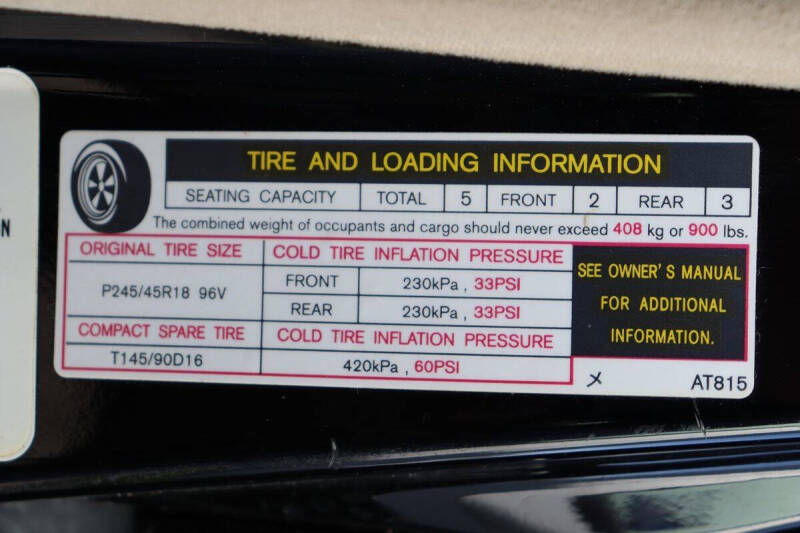 TIRE AND LOADING INFORMATION
SEATING CAPACITY TOTAL 5 FRONT 2 REAR 3
The combined weight of occupants and cargo should never exceed 408 kg or 900 lbs.
ORIGINAL TIRE SIZE COLD TIRE INFLATION PRESSURE
P245/45R18 96V
FRONT 230kPa , 33PSI
REAR 230kPa , 33PSI
COMPACT SPARE TIRE COLD TIRE INFLATION PRESSURE
T145/90D16 420kPa , 60PSI
SEE OWNER'S MANUAL
FOR ADDITIONAL
INFORMATION.
AT815